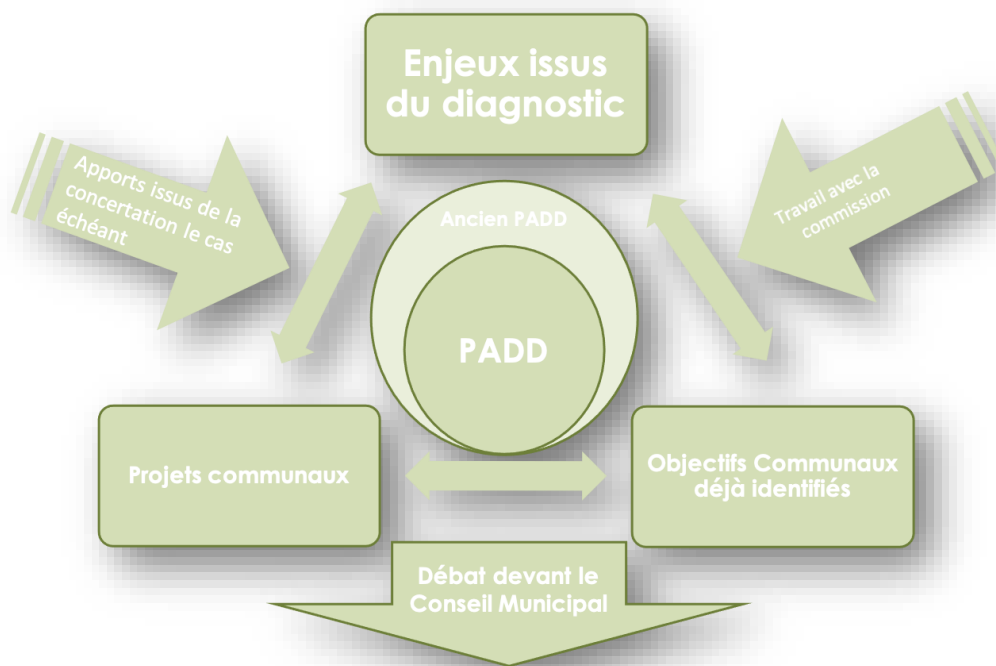 Enjeux issus
du diagnostic
Apports issus de la
concertation le cas
échéant
Travail avec la
commission
Ancien PADD
PADD
Projets communaux
Objectifs Communaux
déjà identifiés
Débat devant le
Conseil Municipal